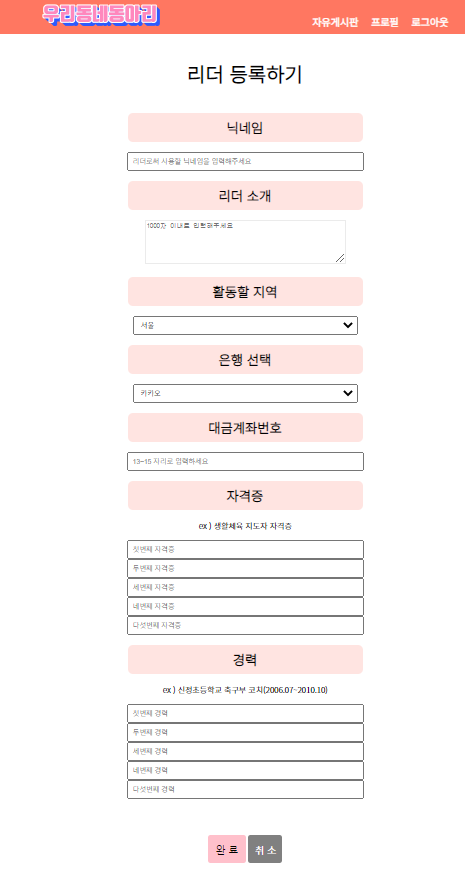 우리동네동아리
자유게시판 프로필 로그아웃
리더 등록하기
닉네임
리더로써 사용할 닉네임을 입력해주세요
리더 소개
1000자 이내로 입력해주세요
활동할 지역
서울
은행 선택
카카오
대금계좌번호
13~15 자리로 입력하세요
자격증
ex ) 생활체육 지도자 자격증
첫번째 자격증
두번째 자격증
세번째 자격증
네번째 자격증
다섯번째 자격증
경력
ex ) 신정초등학교 축구부 코치(2006.07~2010.10)
첫번째 경력
두번째 경력
세번째 경력
네번째 경력
다섯번째 경력
완 료 취 소